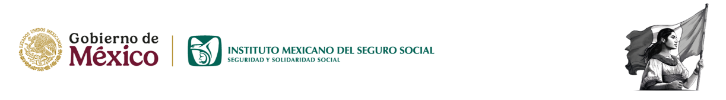 Gobierno de
México
INSTITUTO MEXICANO DEL SEGURO SOCIAL
SEGURIDAD Y SOLIDARIDAD SOCIAL